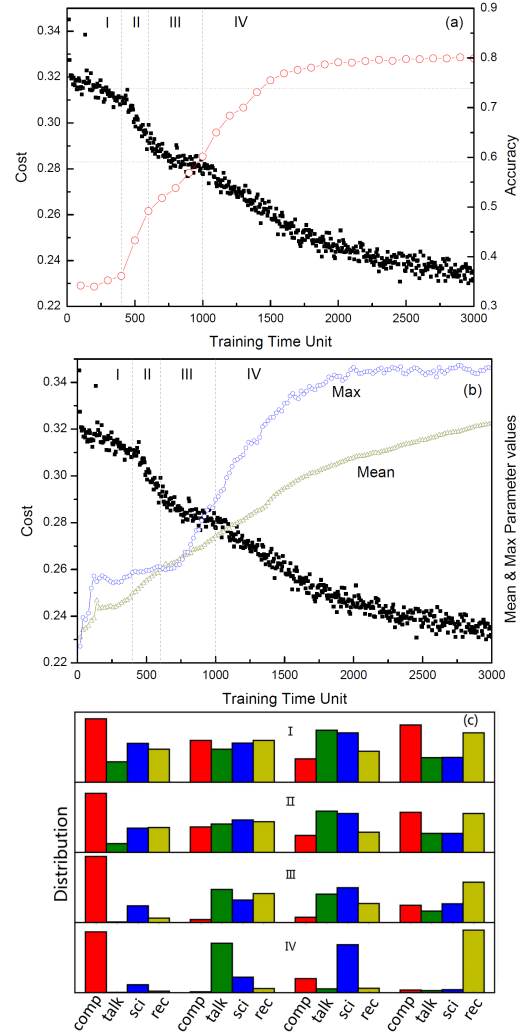 I II III IV (a)
0.34
0.32
0.30
0.28
0.26
0.24
0.22
Cost
0.9
0.8
0.7
0.6
0.5
0.4
0.3
Accuracy
0 500 1000 1500 2000 2500 3000
Training Time Unit
I II III IV (b)
Max
Mean
0.34
0.32
0.30
0.28
0.26
0.24
0.22
Cost
Mean & Max Parameter values
0 500 1000 1500 2000 2500 3000
Training Time Unit
(c)
I
II
III
IV
Distribution
comp talk sci rec comp talk sci rec comp talk sci rec comp talk sci rec